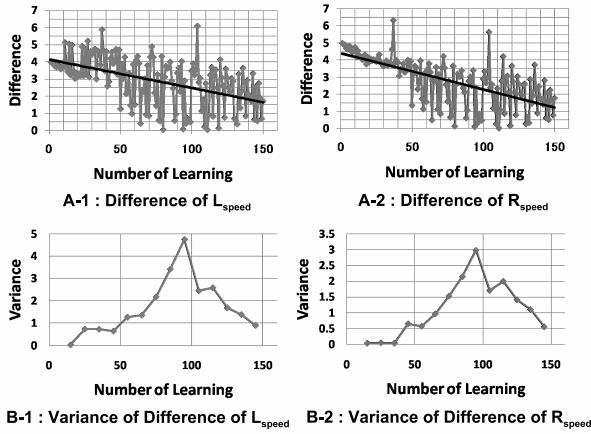 Difference
7
6
5
4
3
2
1
0
0 50 100 150
Number of Learning
A-1 : Difference of L speed
Difference
7
6
5
4
3
2
1
0
0 50 100 150
Number of Learning
A-2 : Difference of R speed
Variance
5
4
3
2
1
0
0 50 100 150
Number of Learning
B-1 : Variance of Difference of L speed
Variance
3.5
3
2.5
2
1.5
1
0.5
0
0 50 100 150
Number of Learning
B-2 : Variance of Difference of R speed